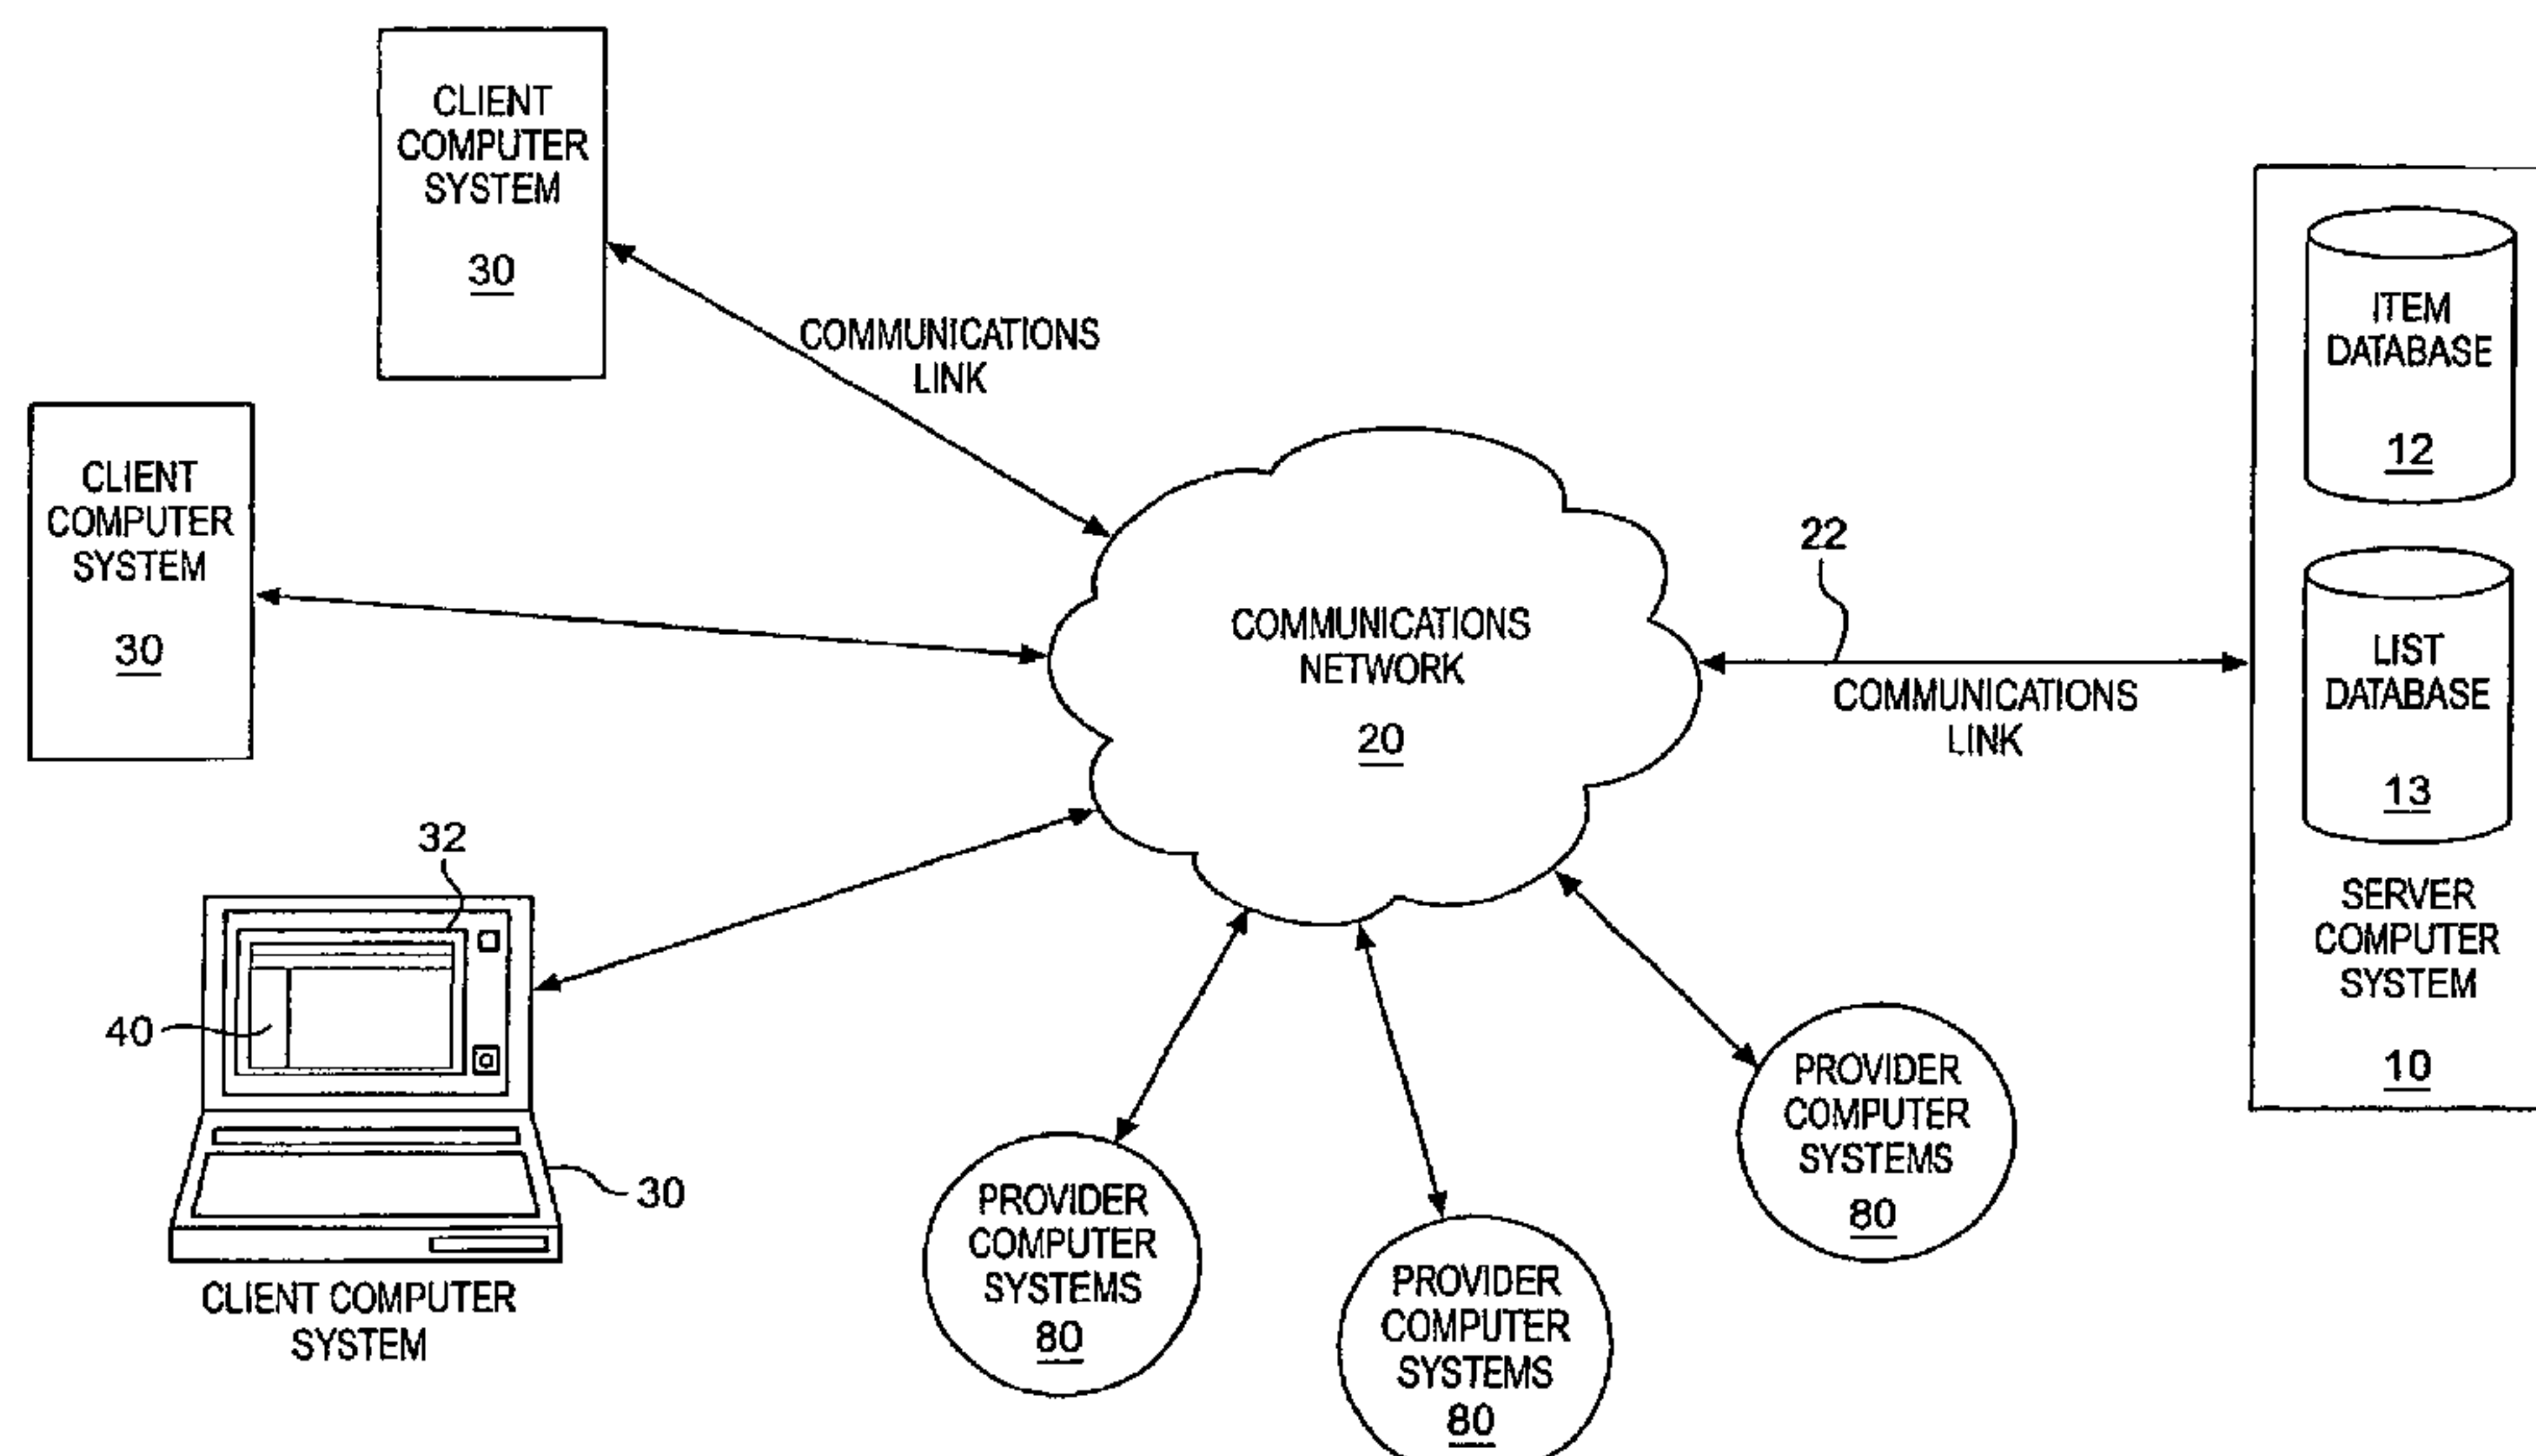 CLIENT
COMPUTER
SYSTEM
30
COMMUNICATIONS
LINK
CLIENT
COMPUTER
SYSTEM
30
32
40
30
CLIENT COMPUTER
SYSTEM
COMMUNICATIONS
NETWORK
20
22
COMMUNICATIONS
LINK
ITEM
DATABASE
12
LIST
DATABASE
13
SERVER
COMPUTER
SYSTEM
10
PROVIDER
COMPUTER
SYSTEMS
80
PROVIDER
COMPUTER
SYSTEMS
80
PROVIDER
COMPUTER
SYSTEMS
80